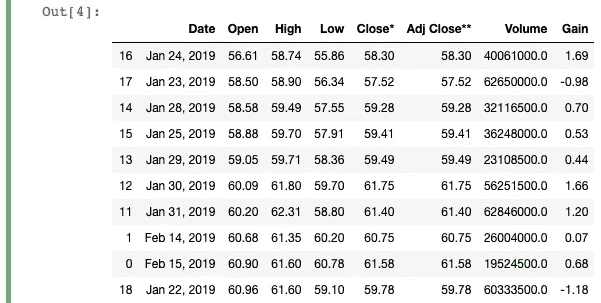 Out[4]:
Date Open High Low Close* Adj Close** Volume Gain
16 Jan 24, 2019 56.61 58.74 55.86 58.30 58.30 40061000.0 1.69
17 Jan 23, 2019 58.50 58.90 56.34 57.52 57.52 62650000.0 -0.98
14 Jan 28, 2019 58.58 59.49 57.55 59.28 59.28 32116500.0 0.70
15 Jan 25, 2019 58.88 59.70 57.91 59.41 59.41 36248000.0 0.53
13 Jan 29, 2019 59.05 59.71 58.36 59.49 59.49 23108500.0 0.44
12 Jan 30, 2019 60.09 61.80 59.70 61.75 61.75 56251500.0 1.66
11 Jan 31, 2019 60.20 62.31 58.80 61.40 61.40 62846000.0 1.20
1 Feb 14, 2019 60.68 61.35 60.20 60.75 60.75 26004000.0 0.07
0 Feb 15, 2019 60.90 61.60 60.78 61.58 61.58 19524500.0 0.68
18 Jan 22, 2019 60.96 61.60 59.10 59.78 59.78 60333500.0 -1.18